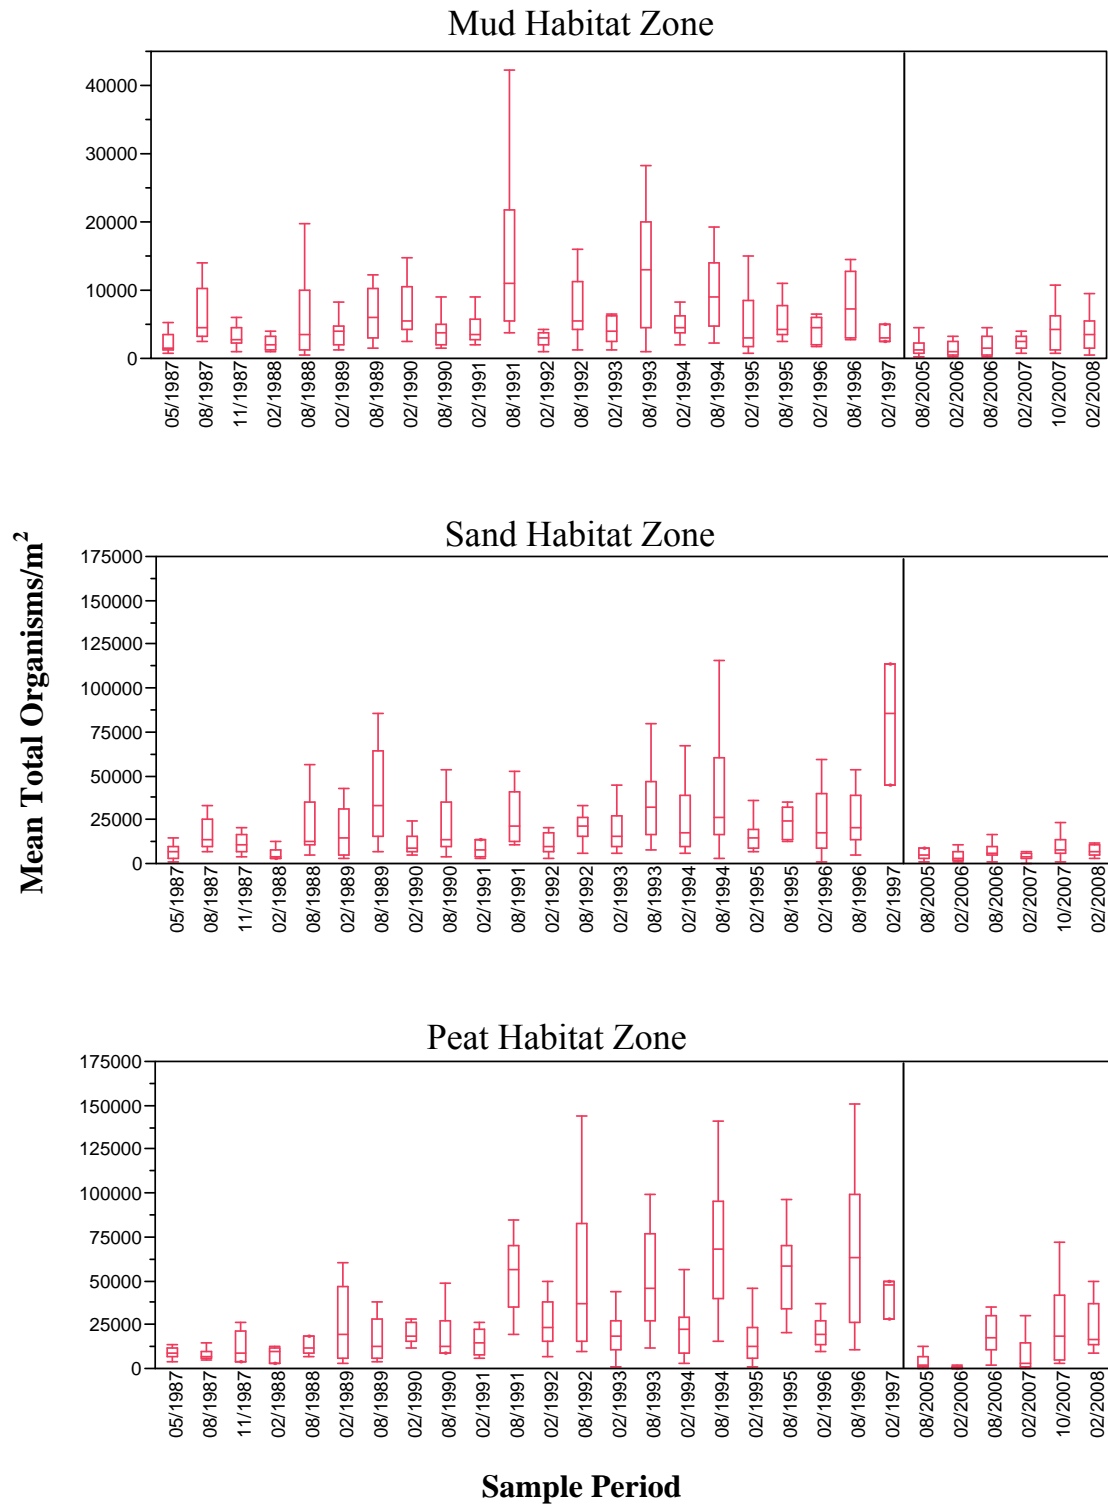 Mud Habitat Zone
40000
30000
20000
10000
0
05/1987 08/1987 11/1987 02/1988 08/1988 02/1989 08/1989 02/1990 08/1990 02/1991 08/1991 02/1992 08/1992 02/1993 08/1993 02/1994 08/1994 02/1995 08/1995 02/1996 08/1996 02/1997 08/2005 02/2006 08/2006 02/2007 10/2007 02/2008
Mean Total Organisms/m²
Sand Habitat Zone
175000
150000
125000
100000
75000
50000
25000
0
05/1987 08/1987 11/1987 02/1988 08/1988 02/1989 08/1989 02/1990 08/1990 02/1991 08/1991 02/1992 08/1992 02/1993 08/1993 02/1994 08/1994 02/1995 08/1995 02/1996 08/1996 02/1997 08/2005 02/2006 08/2006 02/2007 10/2007 02/2008
Peat Habitat Zone
175000
150000
125000
100000
75000
50000
25000
0
05/1987 08/1987 11/1987 02/1988 08/1988 02/1989 08/1989 02/1990 08/1990 02/1991 08/1991 02/1992 08/1992 02/1993 08/1993 02/1994 08/1994 02/1995 08/1995 02/1996 08/1996 02/1997 08/2005 02/2006 08/2006 02/2007 10/2007 02/2008
Sample Period